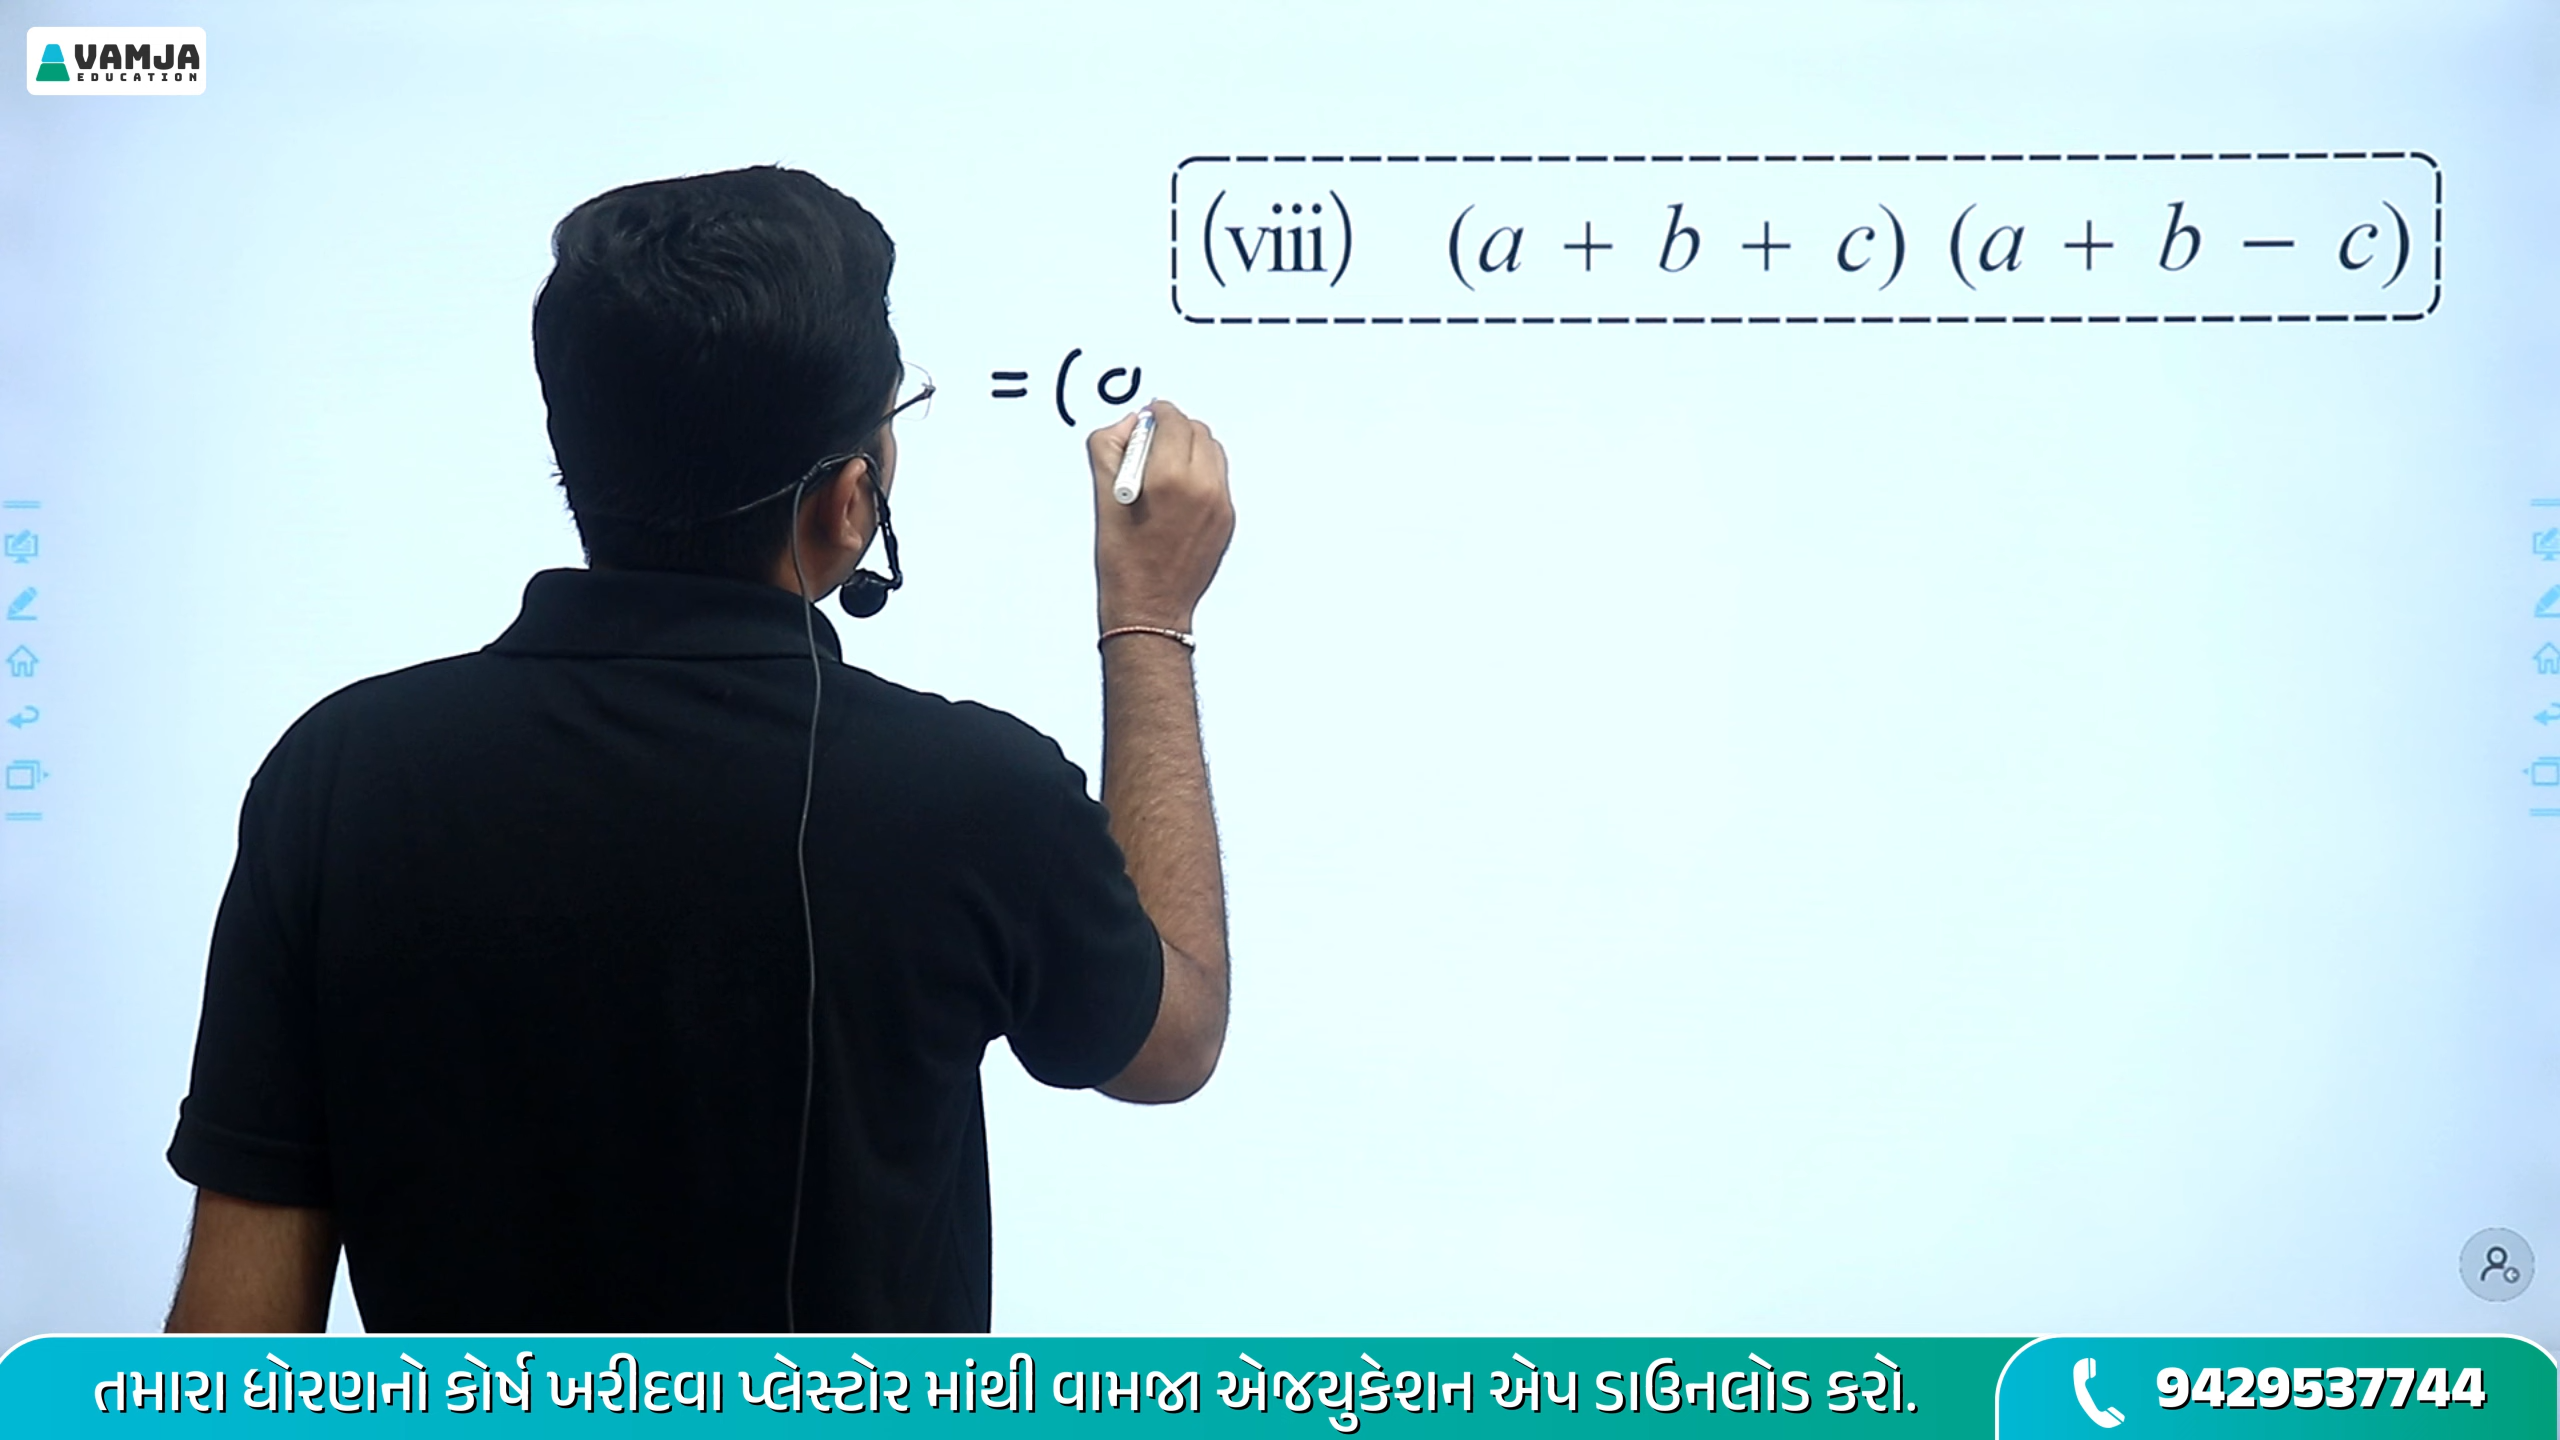 VAMJA
EDUCATION
(viii) (a + b + c) (a + b − c)
= ( a
તમારા ધોરણનો કોર્ષ ખરીદવા પ્લેસ્ટોર માંથી વામજા એજ્યુકેશન એપ ડાઉનલોડ કરો.
9429537744